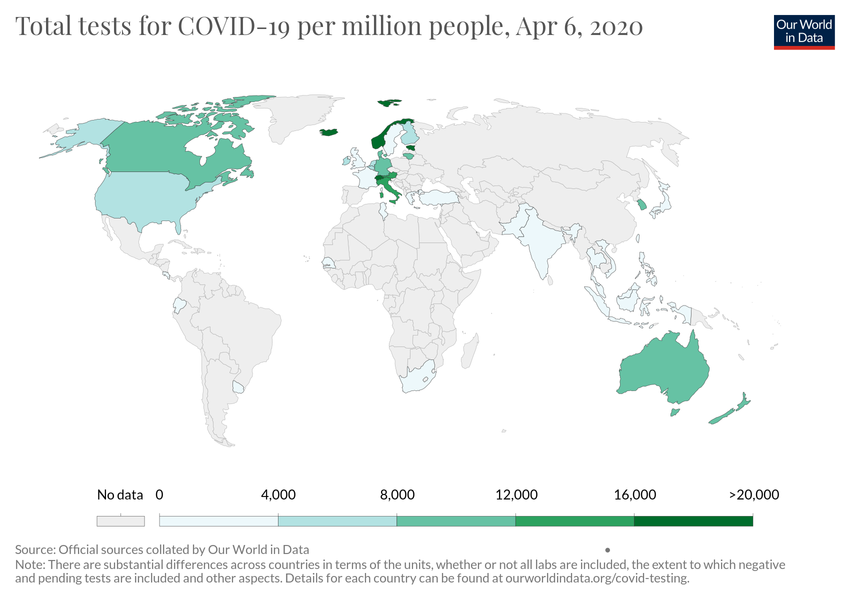 Total tests for COVID-19 per million people, Apr 6, 2020
Our World
in Data
No data 0 4,000 8,000 12,000 16,000 >20,000
Source: Official sources collated by Our World in Data
Note: There are substantial differences across countries in terms of the units, whether or not all labs are included, the extent to which negative
and pending tests are included and other aspects. Details for each country can be found at ourworldindata.org/covid-testing.